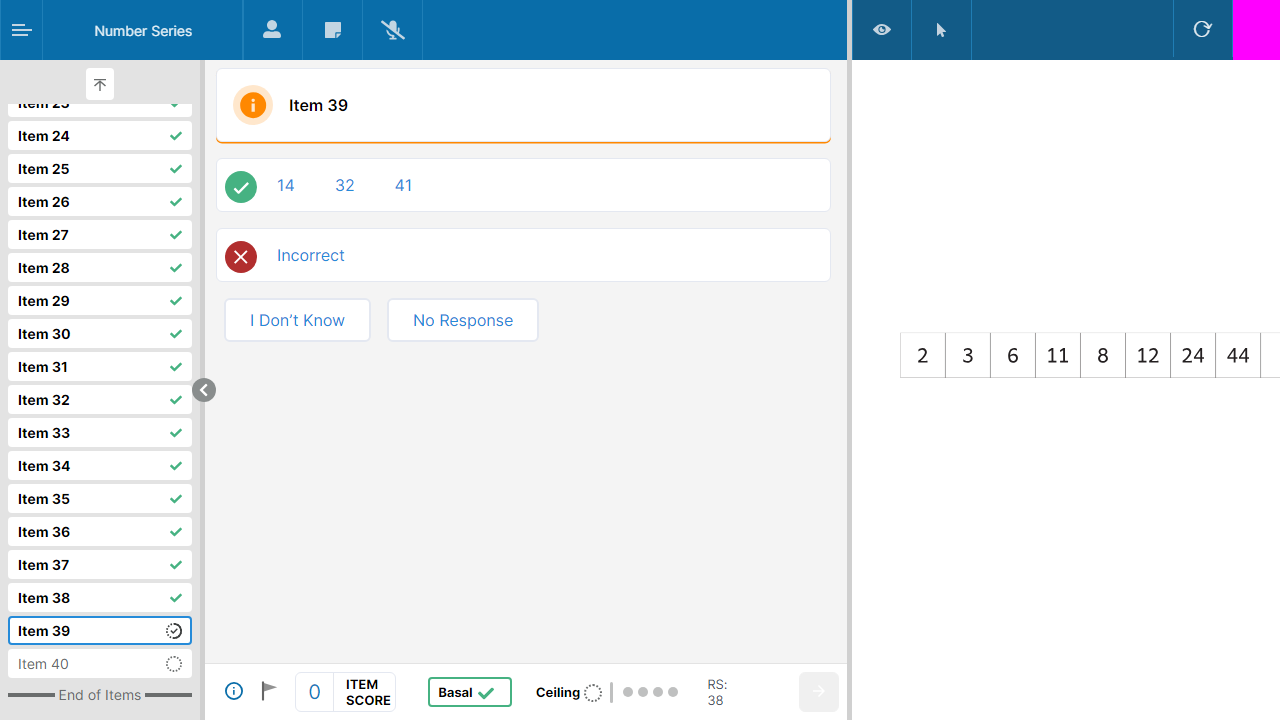 Number Series
Item 23
Item 24
Item 25
Item 26
Item 27
Item 28
Item 29
Item 30
Item 31
Item 32
Item 33
Item 34
Item 35
Item 36
Item 37
Item 38
Item 39
Item 40
End of Items
Item 39
14 32 41
Incorrect
I Don’t Know No Response
0 ITEM SCORE
Basal
Ceiling
RS:
38
2 3 6 11 8 12 24 44